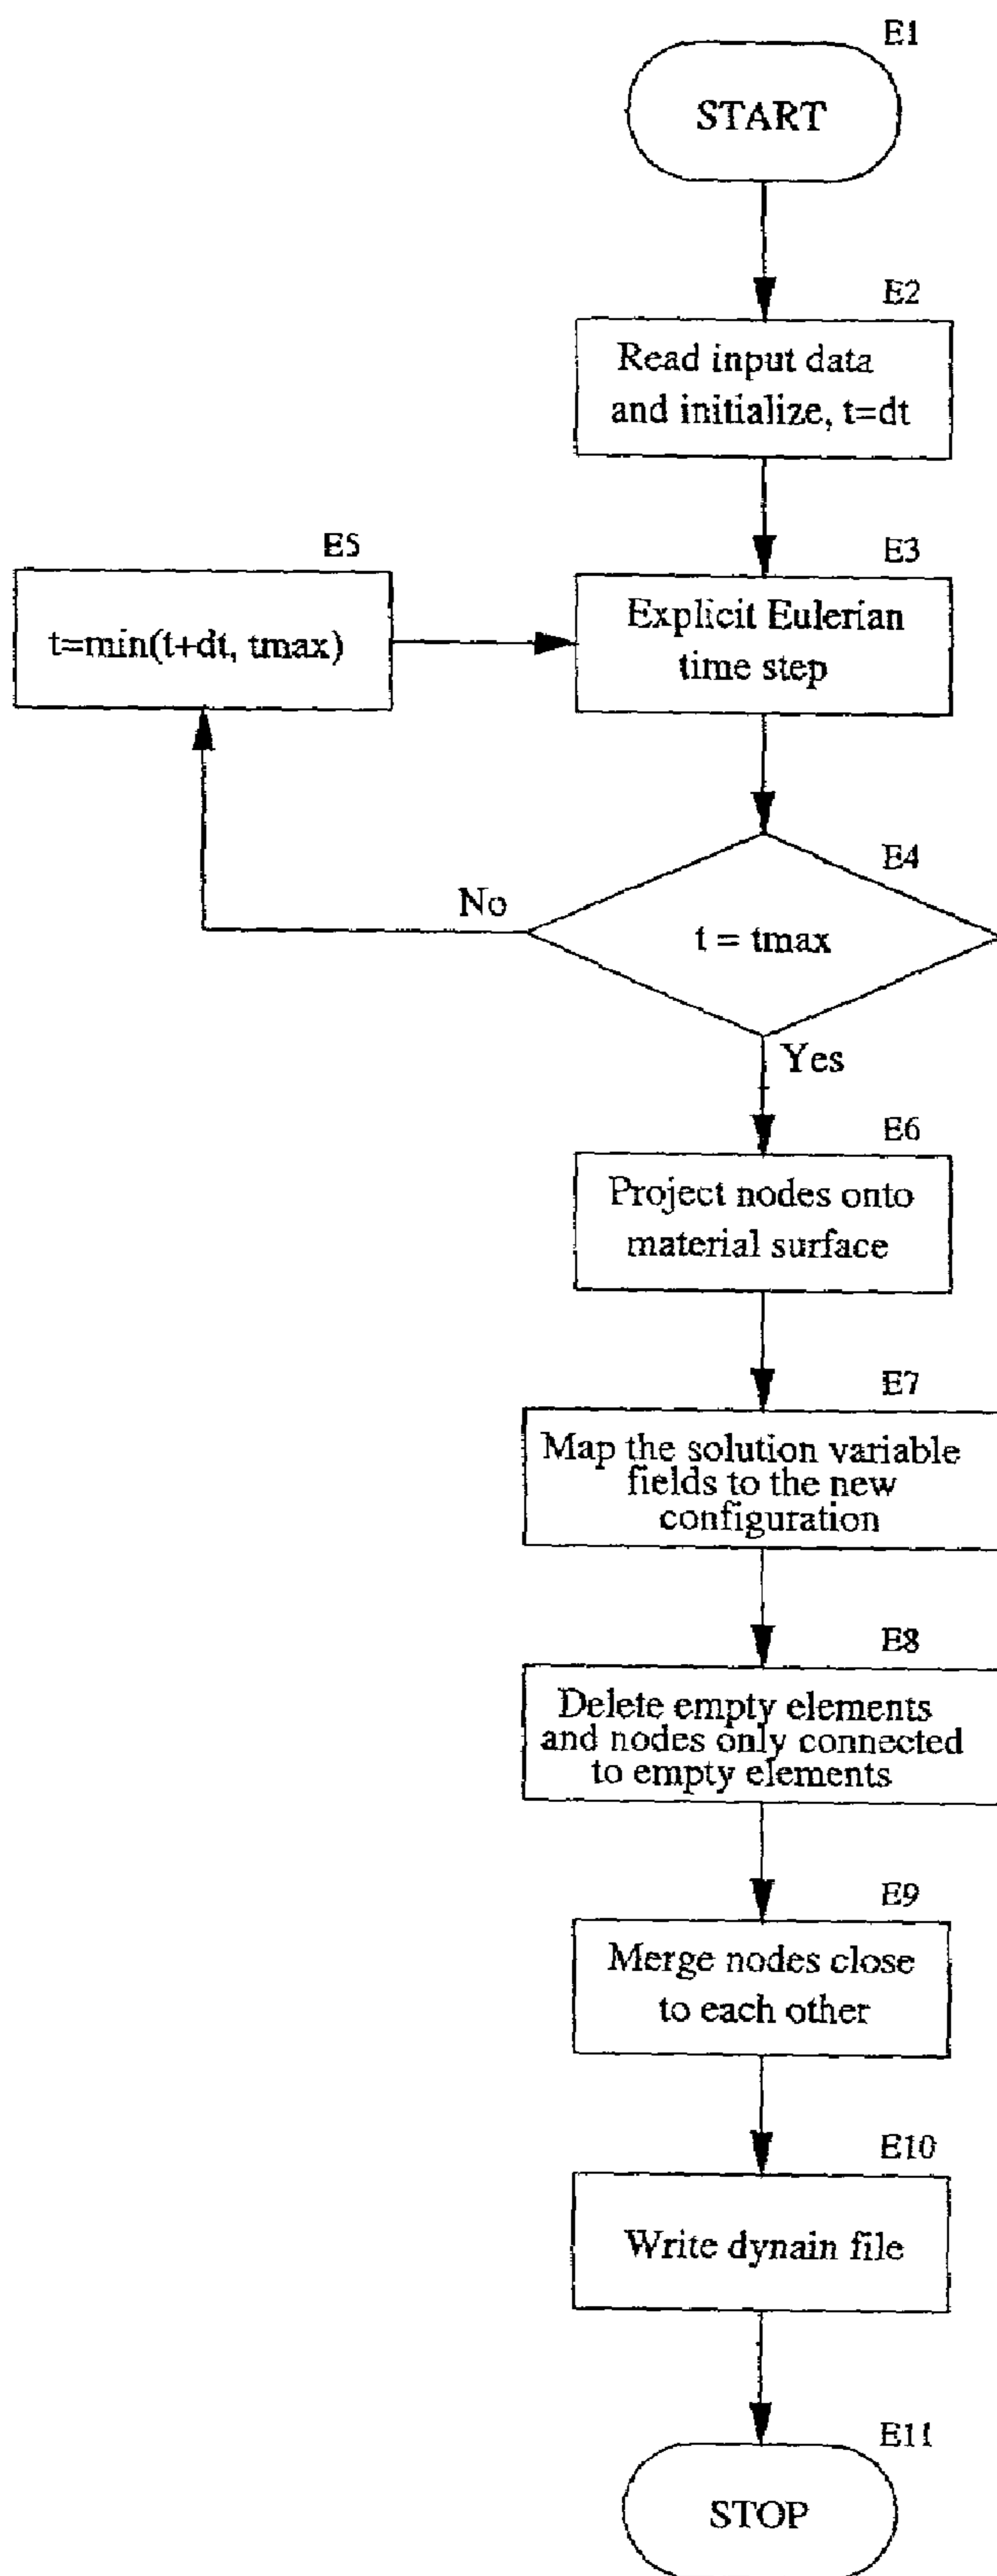 E1
START
E2
Read input data
and initialize, t=dt
E5
t=min(t+dt, tmax)
E3
Explicit Eulerian
time step
E4
t = tmax
No
Yes
E6
Project nodes onto
material surface
E7
Map the solution variable
fields to the new
configuration
E8
Delete empty elements
and nodes only connected
to empty elements
E9
Merge nodes close
to each other
E10
Write dynain file
E11
STOP